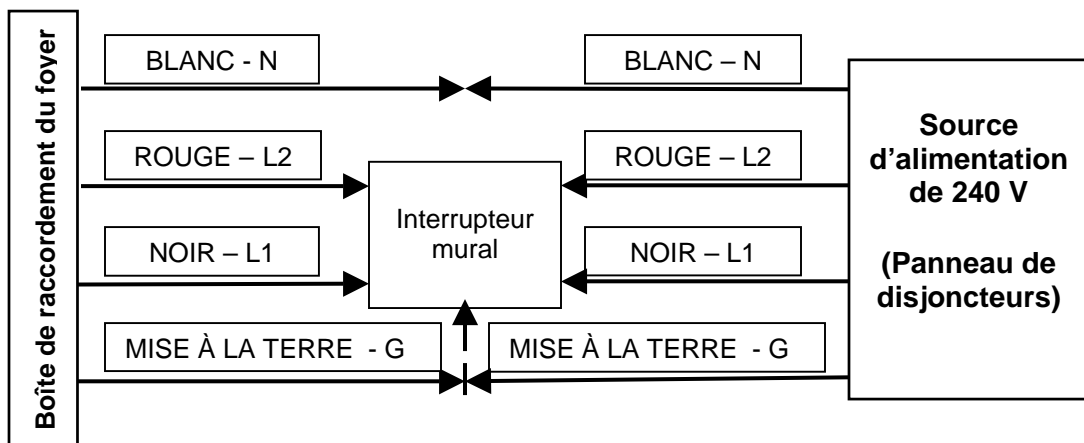 Boîte de raccordement du foyer
BLANC - N
BLANC – N
ROUGE – L2
ROUGE – L2
Interrupteur
mural
NOIR – L1
NOIR – L1
MISE À LA TERRE - G
MISE À LA TERRE - G
Source
d'alimentation
de 240 V
(Panneau de
disjoncteurs)